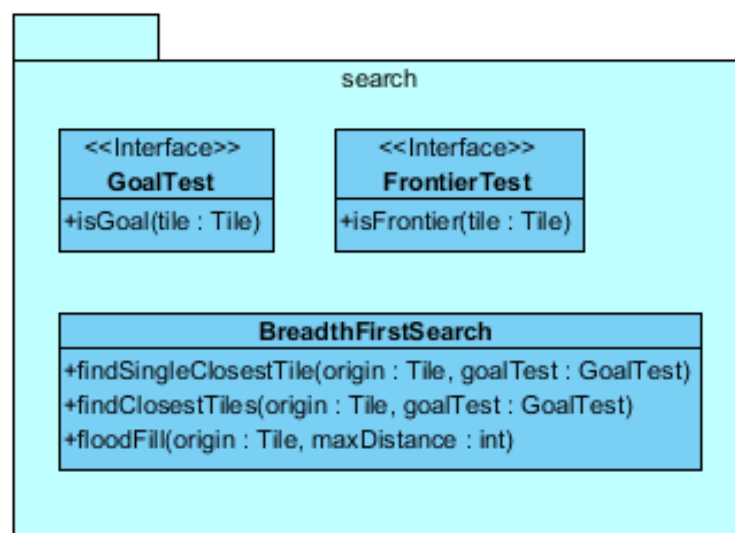 search
<<Interface>>
GoalTest
+isGoal(tile : Tile)
<<Interface>>
FrontierTest
+isFrontier(tile : Tile)
BreadthFirstSearch
+findSingleClosestTile(origin : Tile, goalTest : GoalTest)
+findClosestTiles(origin : Tile, goalTest : GoalTest)
+floodFill(origin : Tile, maxDistance : int)